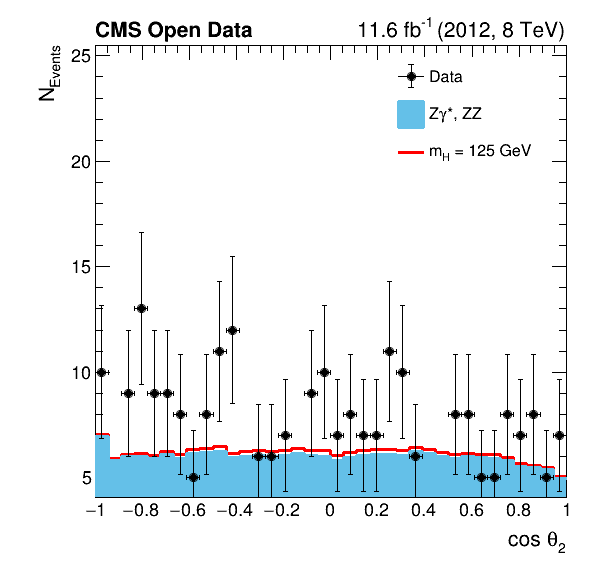 CMS Open Data 11.6 fb⁻¹ (2012, 8 TeV)
N_Events
25
20
15
10
5
Data
Zγ*, ZZ
m_H = 125 GeV
−1 −0.8 −0.6 −0.4 −0.2 0 0.2 0.4 0.6 0.8 1
cos θ₂